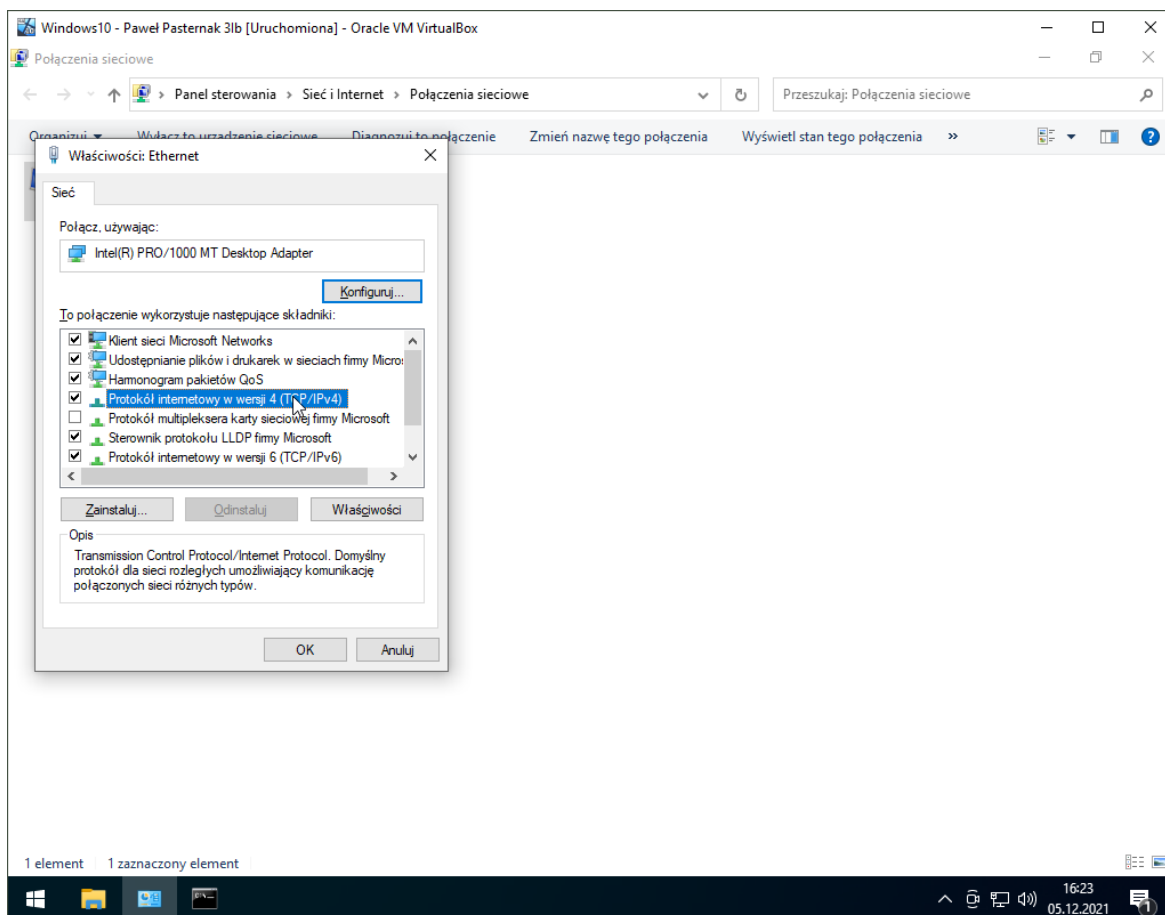 Windows10 - Paweł Pasternak 3lb [Uruchomiona] - Oracle VM VirtualBox
Połączenia sieciowe
Panel sterowania > Sieć i Internet > Połączenia sieciowe
Przeszukaj: Połączenia sieciowe
Organizuj Wyłącz to urządzenie sieciowe Diagnozuj to połączenie Zmień nazwę tego połączenia Wyświetl stan tego połączenia »
Właściwości: Ethernet
Sieć
Połącz, używając:
Intel(R) PRO/1000 MT Desktop Adapter
Konfiguruj...
To połączenie wykorzystuje następujące składniki:
Klient sieci Microsoft Networks
Udostępnianie plików i drukarek w sieciach firmy Micros
Harmonogram pakietów QoS
Protokół internetowy w wersji 4 (TCP/IPv4)
Protokół multipleksera karty sieciowej firmy Microsoft
Sterownik protokołu LLDP firmy Microsoft
Protokół internetowy w wersji 6 (TCP/IPv6)
Zainstaluj... Odinstaluj Właściwości
Opis
Transmission Control Protocol/Internet Protocol. Domyślny
protokół dla sieci rozległych umożliwiający komunikację
połączonych sieci różnych typów.
OK Anuluj
1 element 1 zaznaczony element
16:23
05.12.2021
1